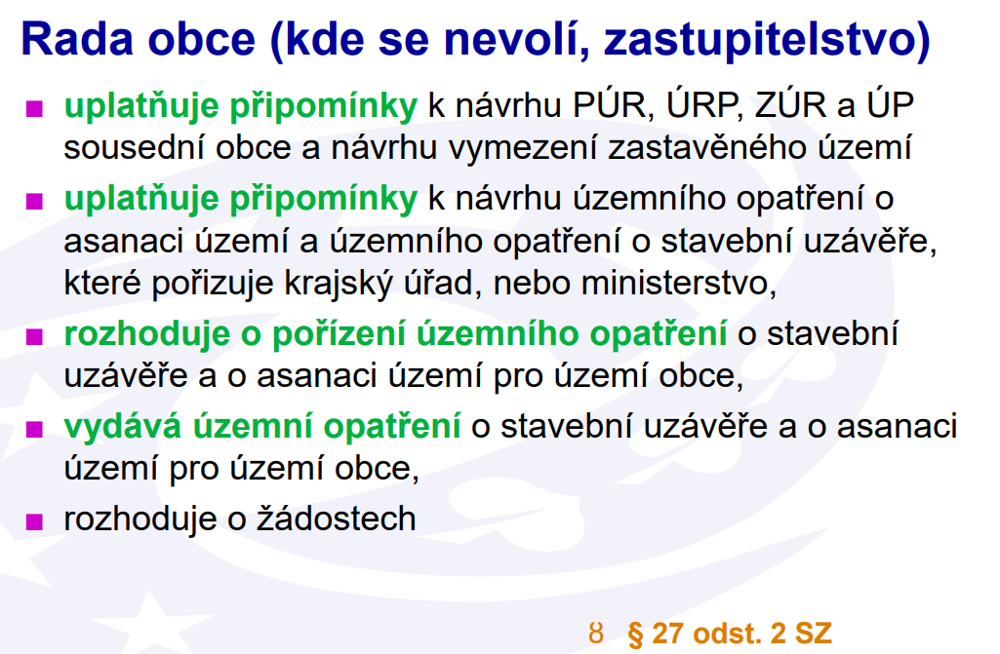 Rada obce (kde se nevolí, zastupitelstvo)
■ uplatňuje připomínky k návrhu PÚR, ÚRP, ZÚR a ÚP
sousední obce a návrhu vymezení zastavěného území
■ uplatňuje připomínky k návrhu územního opatření o
asanaci území a územního opatření o stavební uzávěře,
které pořizuje krajský úřad, nebo ministerstvo,
■ rozhoduje o pořízení územního opatření o stavební
uzávěře a o asanaci území pro území obce,
■ vydává územní opatření o stavební uzávěře a o asanaci
území pro území obce,
■ rozhoduje o žádostech
8 § 27 odst. 2 SZ